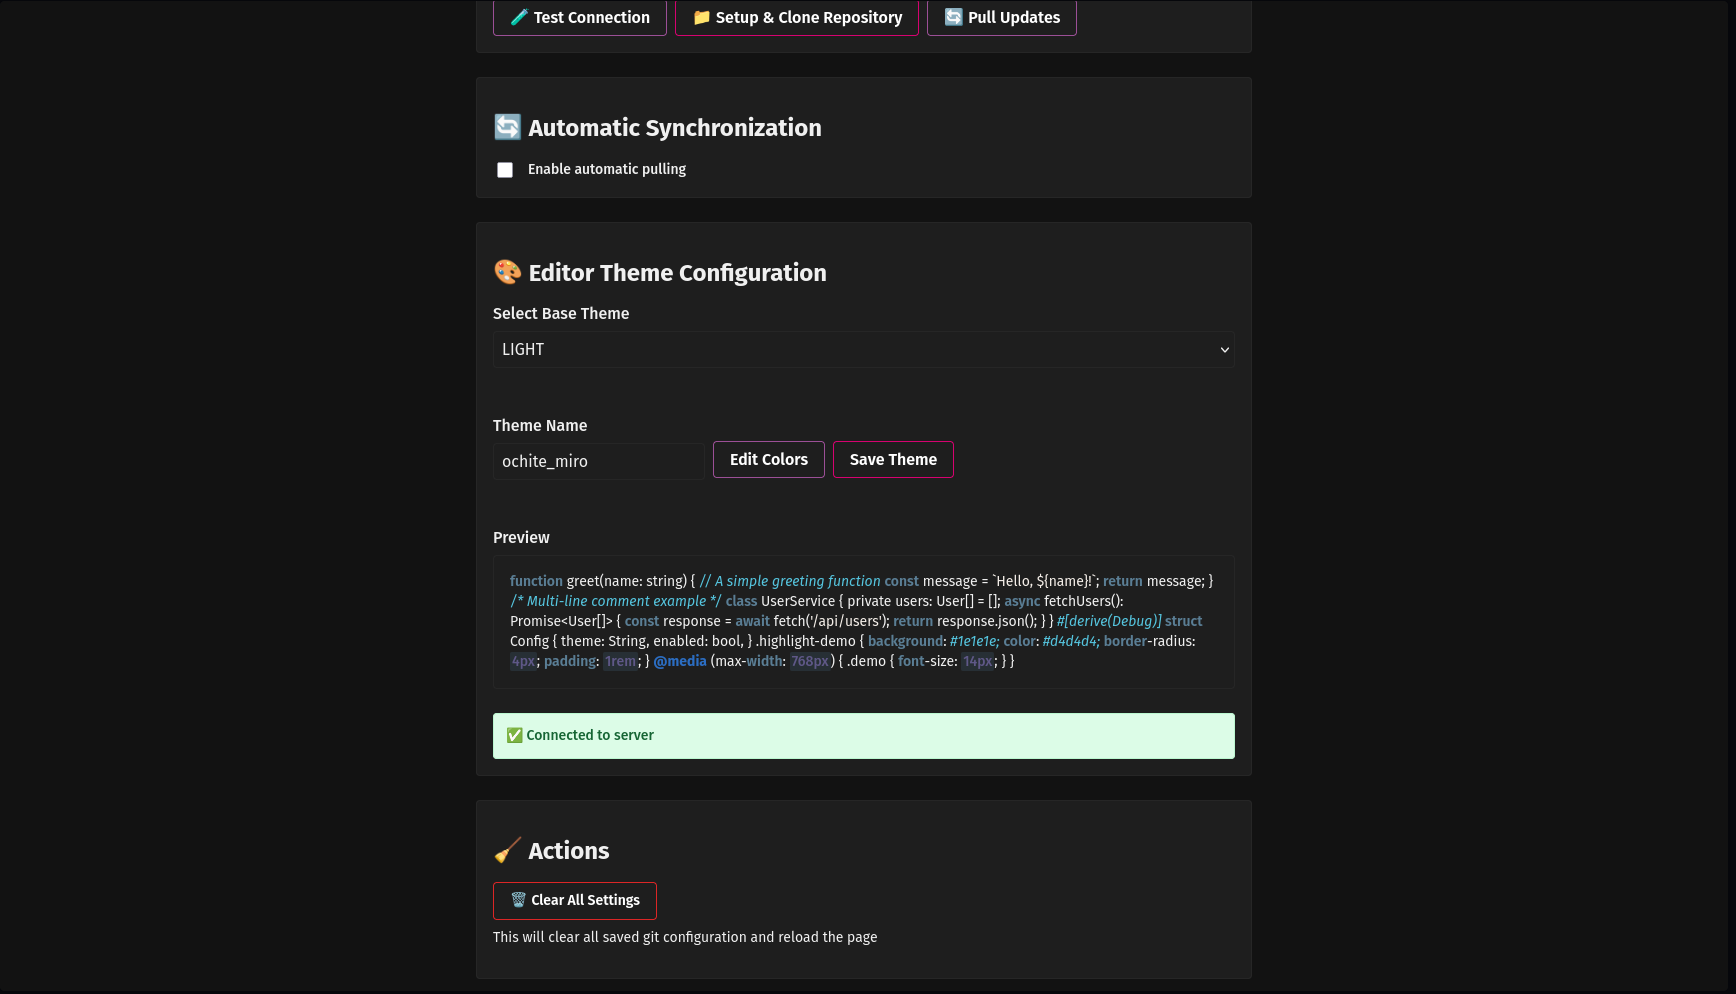 🧪 Test Connection 📁 Setup & Clone Repository 🔄 Pull Updates
🔄 Automatic Synchronization
Enable automatic pulling
🎨 Editor Theme Configuration
Select Base Theme
LIGHT
Theme Name
ochite_miro Edit Colors Save Theme
Preview
function greet(name: string) { // A simple greeting function const message = `Hello, ${name}!`; return message; }
/* Multi-line comment example */ class UserService { private users: User[] = []; async fetchUsers():
Promise<User[]> { const response = await fetch('/api/users'); return response.json(); } } #[derive(Debug)] struct
Config { theme: String, enabled: bool, } .highlight-demo { background: #1e1e1e; color: #d4d4d4; border-radius:
4px; padding: 1rem; } @media (max-width: 768px) { .demo { font-size: 14px; } }
✅ Connected to server
🧹 Actions
🗑️ Clear All Settings
This will clear all saved git configuration and reload the page